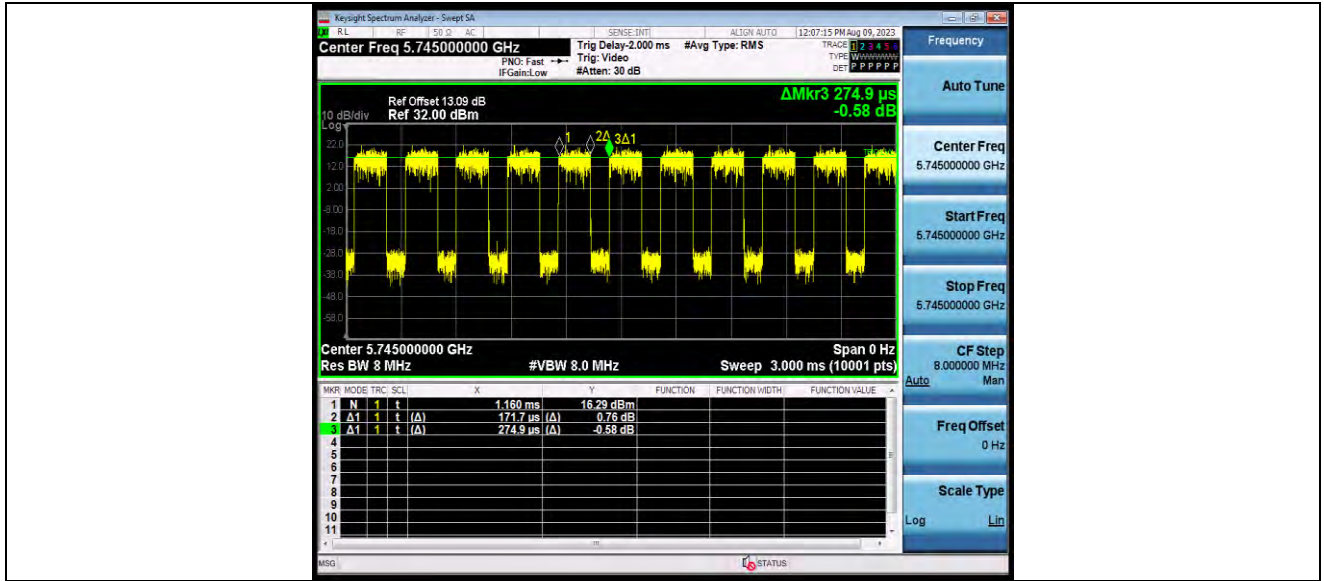 Keysight Spectrum Analyzer - Swept SA
RL RF 50 Ω AC SENSE:INT ALIGN AUTO 12:07:15 PM Aug 09, 2023
Center Freq 5.745000000 GHz
PNO: Fast
IFGain:Low
Trig Delay-2.000 ms
Trig: Video
#Atten: 30 dB
#Avg Type: RMS
TRACE 1 2 3 4 5 6
TYPE WWWWWW
DET P P P P P P
ΔMkr3 274.9 µs
-0.58 dB
Ref Offset 13.09 dB
10 dB/div Ref 32.00 dBm
Log
1 2Δ 3Δ1
22.0
12.0
2.00
-8.00
-18.0
-28.0
-38.0
-48.0
-58.0
Center 5.745000000 GHz Span 0 Hz
Res BW 8 MHz #VBW 8.0 MHz Sweep 3.000 ms (10001 pts)
MKR MODE TRC SCL X Y FUNCTION FUNCTION WIDTH FUNCTION VALUE
1 N 1 t 1.160 ms 16.29 dBm
2 Δ1 1 t (Δ) 171.7 µs (Δ) 0.76 dB
3 Δ1 1 t (Δ) 274.9 µs (Δ) -0.58 dB
4
5
6
7
8
9
10
11
MSG STATUS
Frequency
Auto Tune
Center Freq
5.745000000 GHz
Start Freq
5.745000000 GHz
Stop Freq
5.745000000 GHz
CF Step
8.000000 MHz
Auto Man
Freq Offset
0 Hz
Scale Type
Log Lin